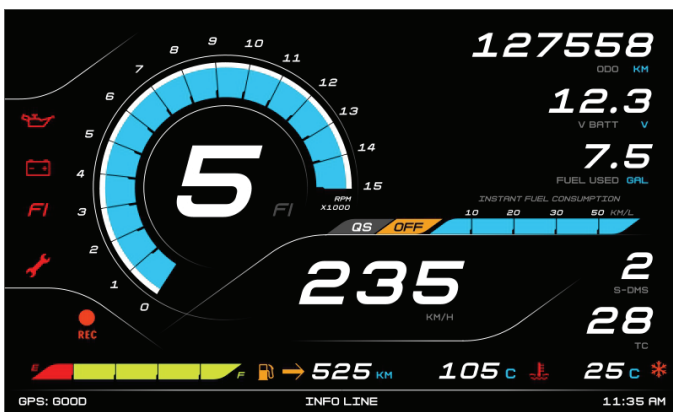 127558
ODO KM
12.3
V BATT V
7.5
FUEL USED GAL
0
1
2
3
4
5
6
7
8
9
10
11
12
13
14
15
RPM
X1000
5
FI
- +
FI
REC
INSTANT FUEL CONSUMPTION
10 20 30 50 KM/L
QS OFF
235
KM/H
2
S-DMS
28
TC
E F
525 KM
105 C
25 C
GPS: GOOD INFO LINE 11:35 AM